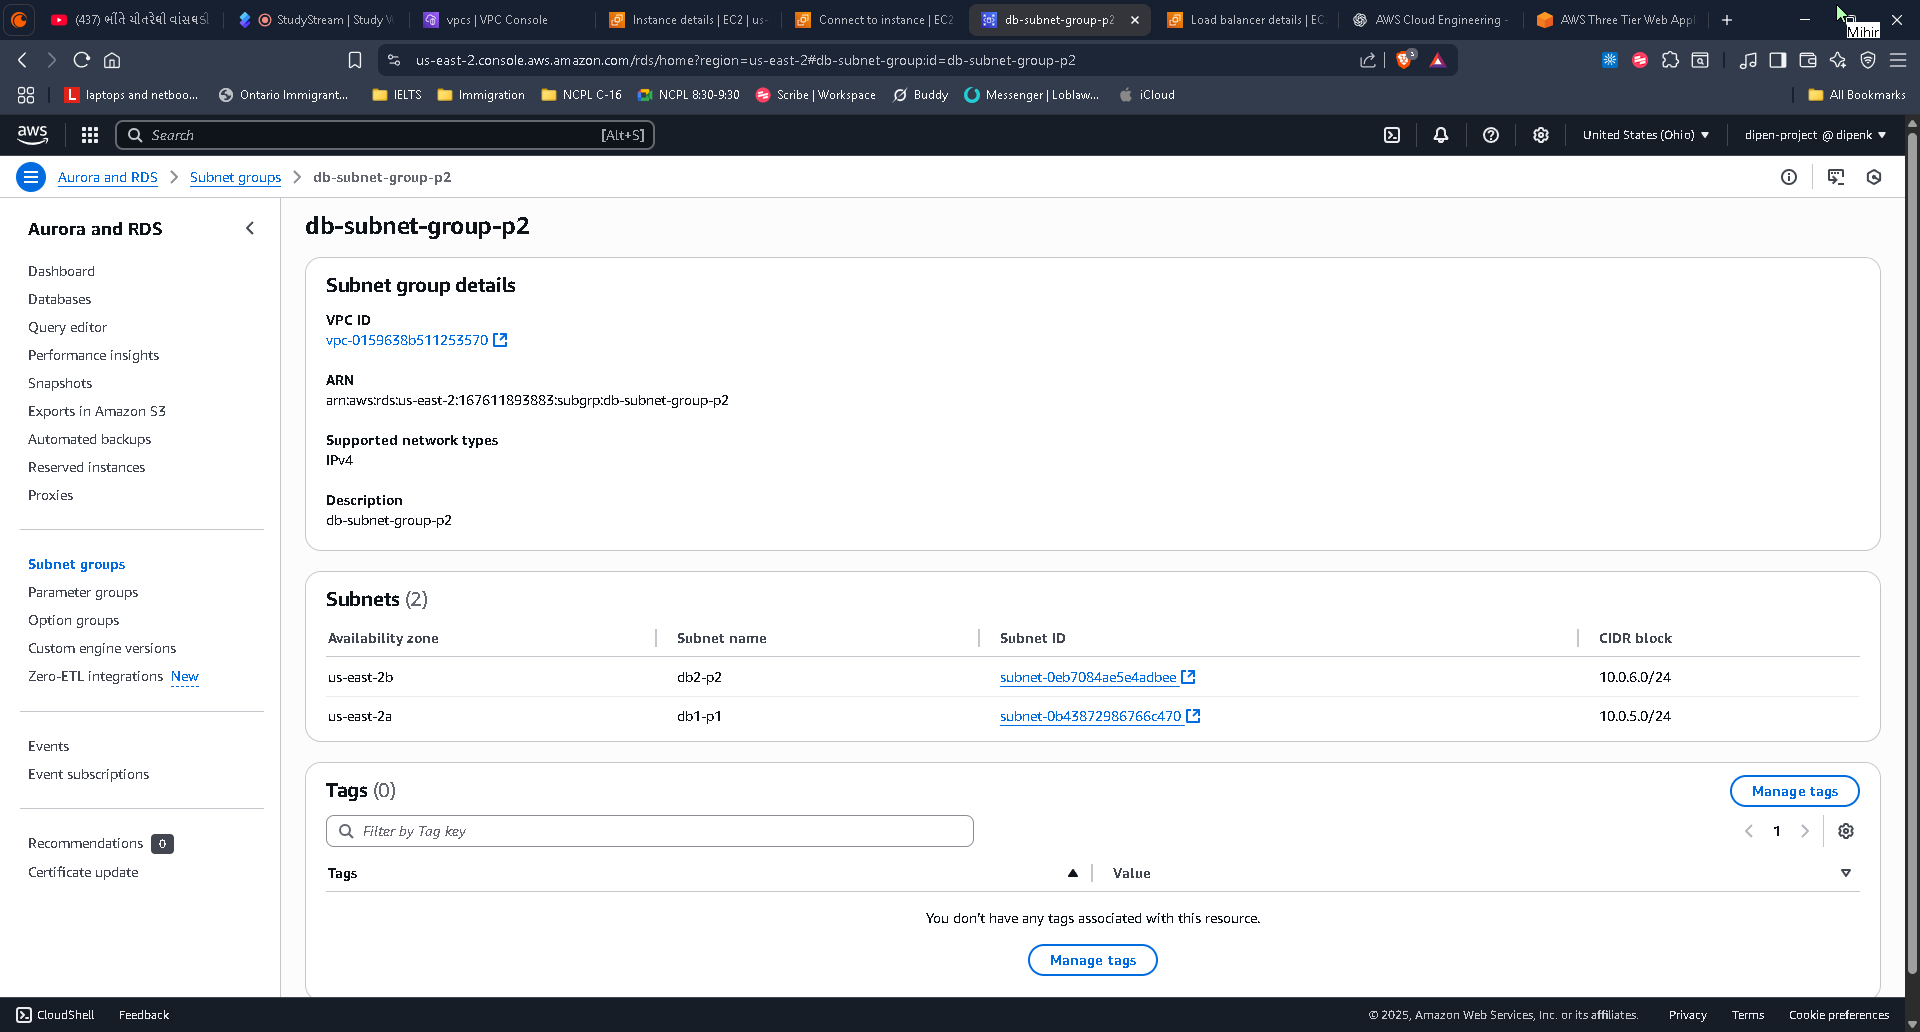 (437) ભીંતે ચીતરેલી વાંસલડી
StudyStream | Study W
vpcs | VPC Console
Instance details | EC2 | us-
Connect to instance | EC2
db-subnet-group-p2
Load balancer details | EC
AWS Cloud Engineering -
AWS Three Tier Web Appl
Mihir
us-east-2.console.aws.amazon.com/rds/home?region=us-east-2#db-subnet-group:id=db-subnet-group-p2
3
laptops and netboo...
Ontario Immigrant...
IELTS
Immigration
NCPL C-16
NCPL 8:30-9:30
Scribe | Workspace
Buddy
Messenger | Loblaw...
iCloud
All Bookmarks
aws
Search
[Alt+S]
United States (Ohio)
dipen-project @ dipenk
Aurora and RDS
Subnet groups
db-subnet-group-p2
Aurora and RDS
Dashboard
Databases
Query editor
Performance insights
Snapshots
Exports in Amazon S3
Automated backups
Reserved instances
Proxies
Subnet groups
Parameter groups
Option groups
Custom engine versions
Zero-ETL integrations New
Events
Event subscriptions
Recommendations 0
Certificate update
db-subnet-group-p2
Subnet group details
VPC ID
vpc-0159638b511253570
ARN
arn:aws:rds:us-east-2:167611893883:subgrp:db-subnet-group-p2
Supported network types
IPv4
Description
db-subnet-group-p2
Subnets (2)
Availability zone Subnet name Subnet ID CIDR block
us-east-2b db2-p2 subnet-0eb7084ae5e4adbee 10.0.6.0/24
us-east-2a db1-p1 subnet-0b43872986766c470 10.0.5.0/24
Tags (0)
Manage tags
Filter by Tag key
1
Tags Value
You don't have any tags associated with this resource.
Manage tags
CloudShell Feedback © 2025, Amazon Web Services, Inc. or its affiliates. Privacy Terms Cookie preferences